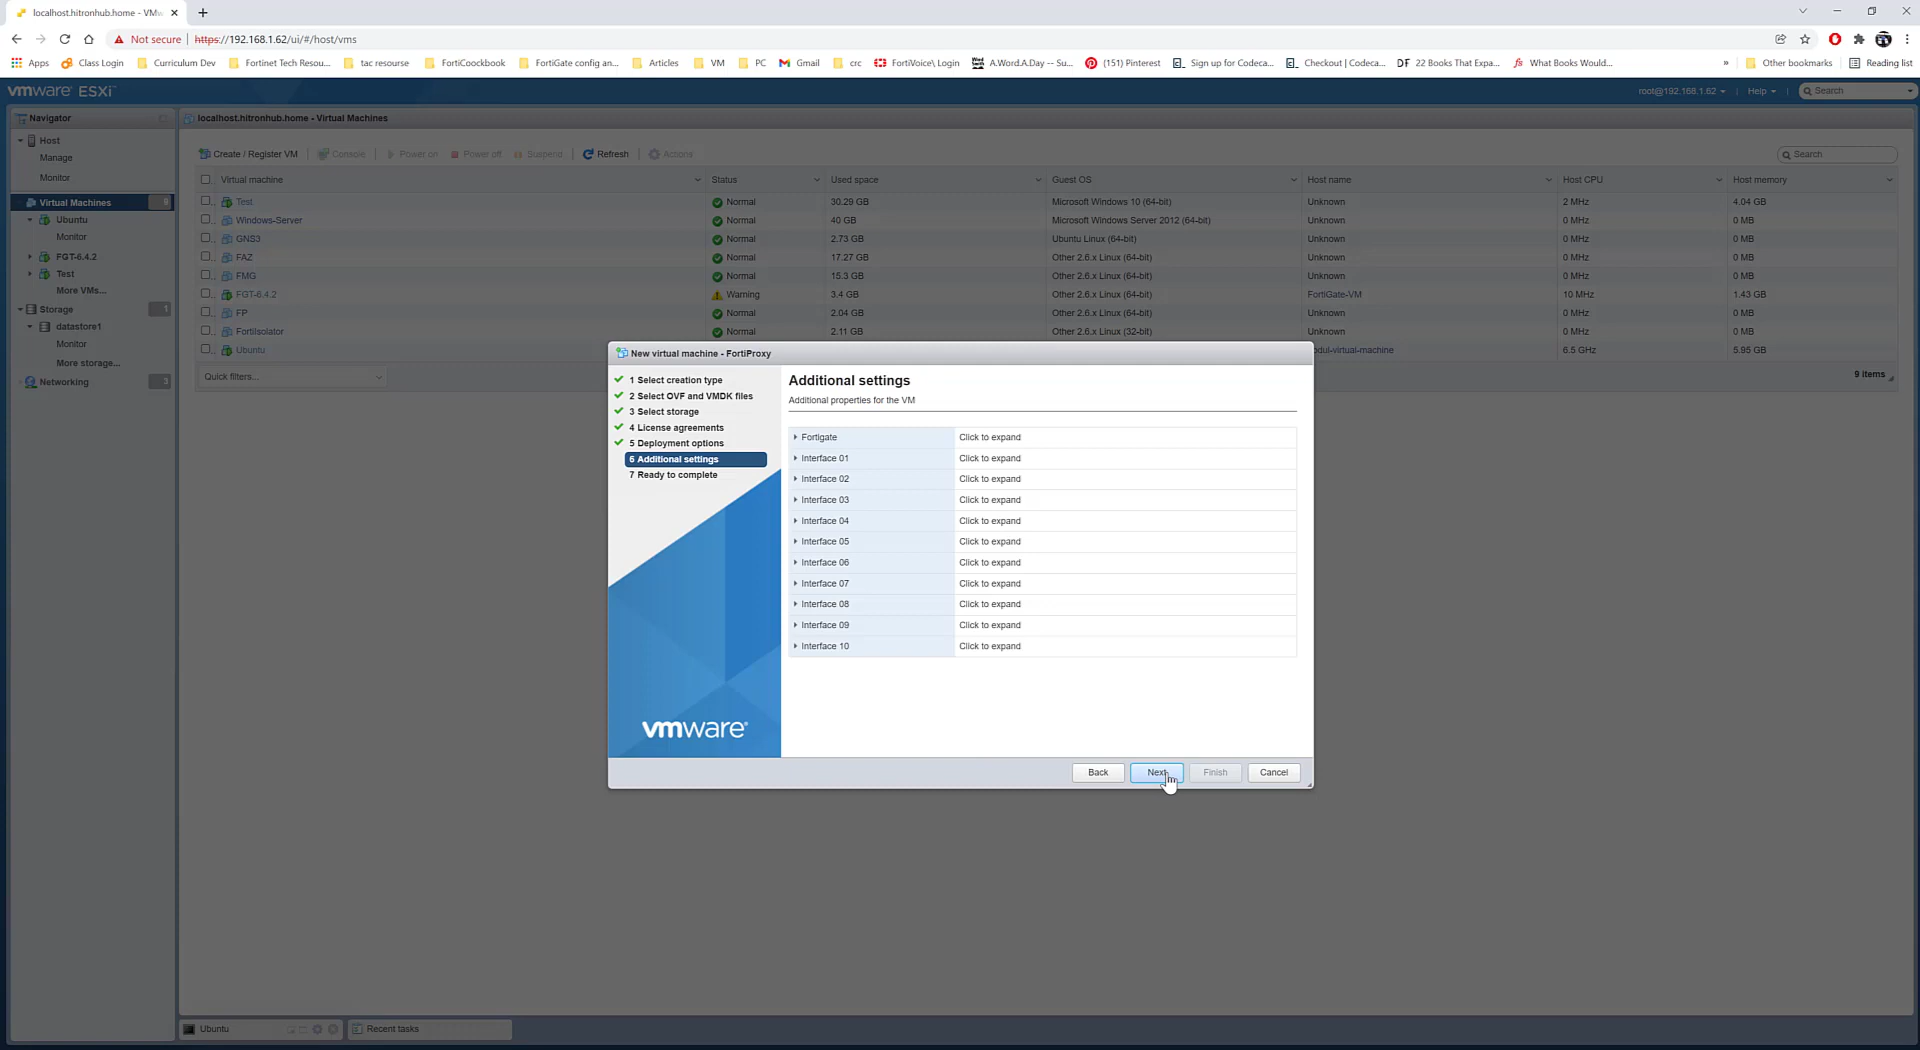 localhost.hitronhub.home - VMw
Not secure | https://192.168.1.62/ui/#/host/vms
Apps Class Login Curriculum Dev Fortinet Tech Resou... tac resourse FortiCoockbook FortiGate config an... Articles VM PC Gmail crc FortiVoice\ Login A.Word.A.Day -- Su... (151) Pinterest Sign up for Codeca... Checkout | Codeca... DF 22 Books That Expa... fs What Books Would... » Other bookmarks Reading list
vmware ESXi root@192.168.1.62 | Help | Search
Navigator
Host
Manage
Monitor
Virtual Machines 9
Ubuntu
Monitor
FGT-6.4.2
Test
More VMs...
Storage 1
datastore1
Monitor
More storage...
Networking 3
localhost.hitronhub.home - Virtual Machines
Create / Register VM | Console | Power on Power off Suspend | Refresh | Actions Search
Virtual machine Status Used space Guest OS Host name Host CPU Host memory
Test Normal 30.29 GB Microsoft Windows 10 (64-bit) Unknown 2 MHz 4.04 GB
Windows-Server Normal 40 GB Microsoft Windows Server 2012 (64-bit) Unknown 0 MHz 0 MB
GNS3 Normal 2.73 GB Ubuntu Linux (64-bit) Unknown 0 MHz 0 MB
FAZ Normal 17.27 GB Other 2.6.x Linux (64-bit) Unknown 0 MHz 0 MB
FMG Normal 15.3 GB Other 2.6.x Linux (64-bit) Unknown 0 MHz 0 MB
FGT-6.4.2 Warning 3.4 GB Other 2.6.x Linux (64-bit) FortiGate-VM 10 MHz 1.43 GB
FP Normal 2.04 GB Other 2.6.x Linux (64-bit) Unknown 0 MHz 0 MB
FortiIsolator Normal 2.11 GB Other 2.6.x Linux (32-bit) Unknown 0 MHz 0 MB
Ubuntu dul-virtual-machine 6.5 GHz 5.95 GB
Quick filters... 9 items
New virtual machine - FortiProxy
1 Select creation type
2 Select OVF and VMDK files
3 Select storage
4 License agreements
5 Deployment options
6 Additional settings
7 Ready to complete
vmware
Additional settings
Additional properties for the VM
Fortigate Click to expand
Interface 01 Click to expand
Interface 02 Click to expand
Interface 03 Click to expand
Interface 04 Click to expand
Interface 05 Click to expand
Interface 06 Click to expand
Interface 07 Click to expand
Interface 08 Click to expand
Interface 09 Click to expand
Interface 10 Click to expand
Back Next Finish Cancel
Ubuntu Recent tasks